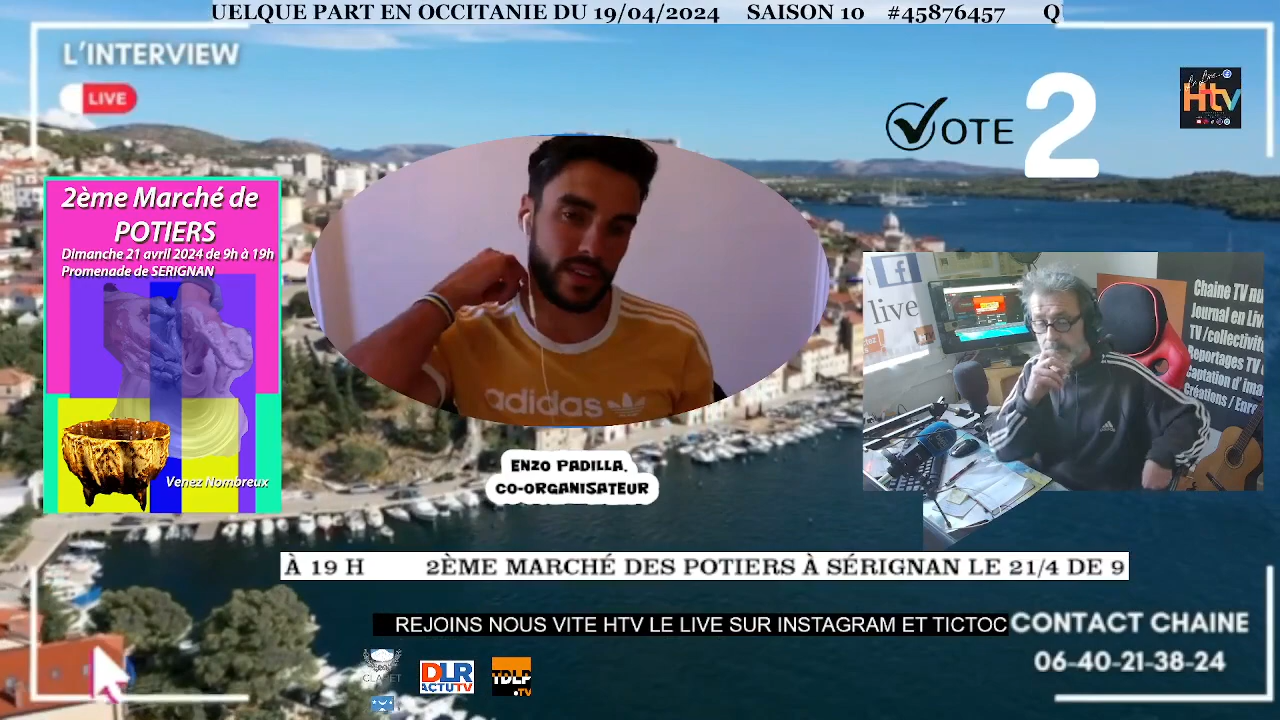 UELQUE PART EN OCCITANIE DU 19/04/2024 SAISON 10 #45876457 Q
L'INTERVIEW
LIVE
VOTE 2
Htv
2ème Marché de
POTIERS
Dimanche 21 avril 2024 de 9h à 19h
Promenade de SERIGNAN
Venez Nombreux
adidas
ENZO PADILLA,
CO-ORGANISATEUR
live
Chaine TV
Journal en Liv
TV /collectivit
Reportages TV
Captation d'ima
Créations / Enre
À 19 H 2ÈME MARCHÉ DES POTIERS À SÉRIGNAN LE 21/4 DE 9
REJOINS NOUS VITE HTV LE LIVE SUR INSTAGRAM ET TICTOC
CONTACT CHAINE
06-40-21-38-24
CLARET
DLR
ACTUTV
TDLP
.TV